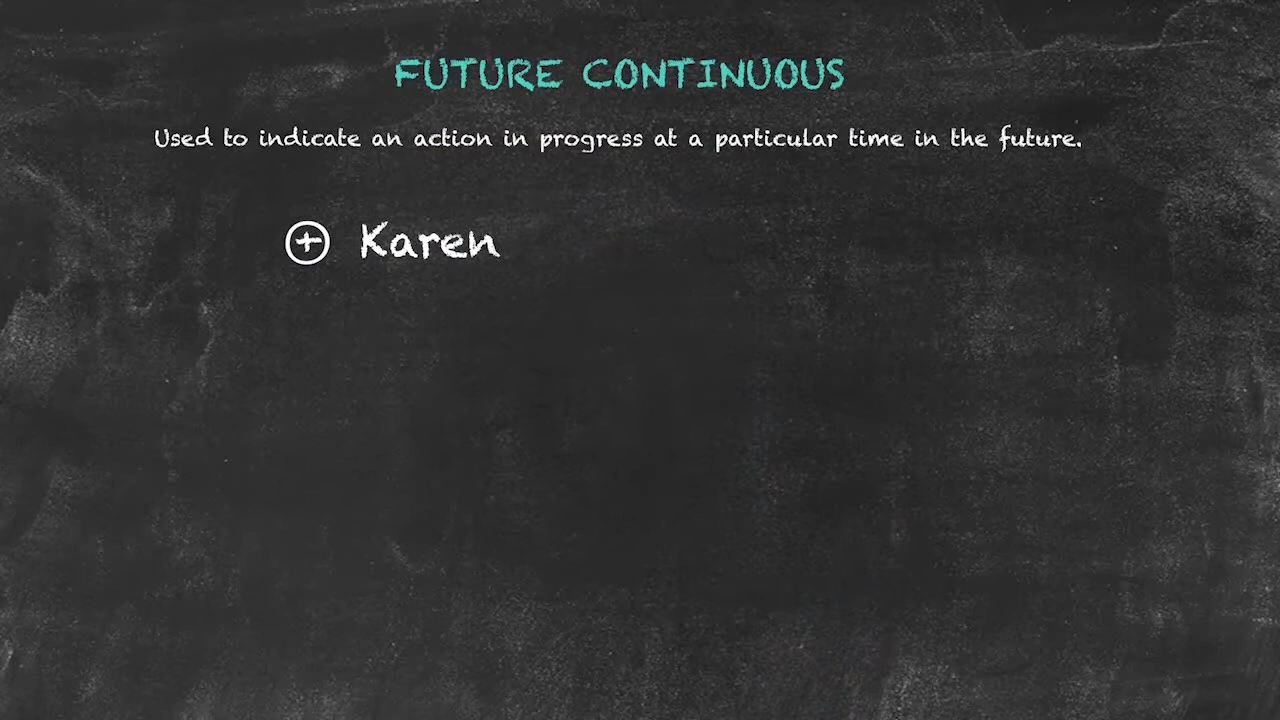 FUTURE CONTINUOUS
Used to indicate an action in progress at a particular time in the future.
⊕ Karen